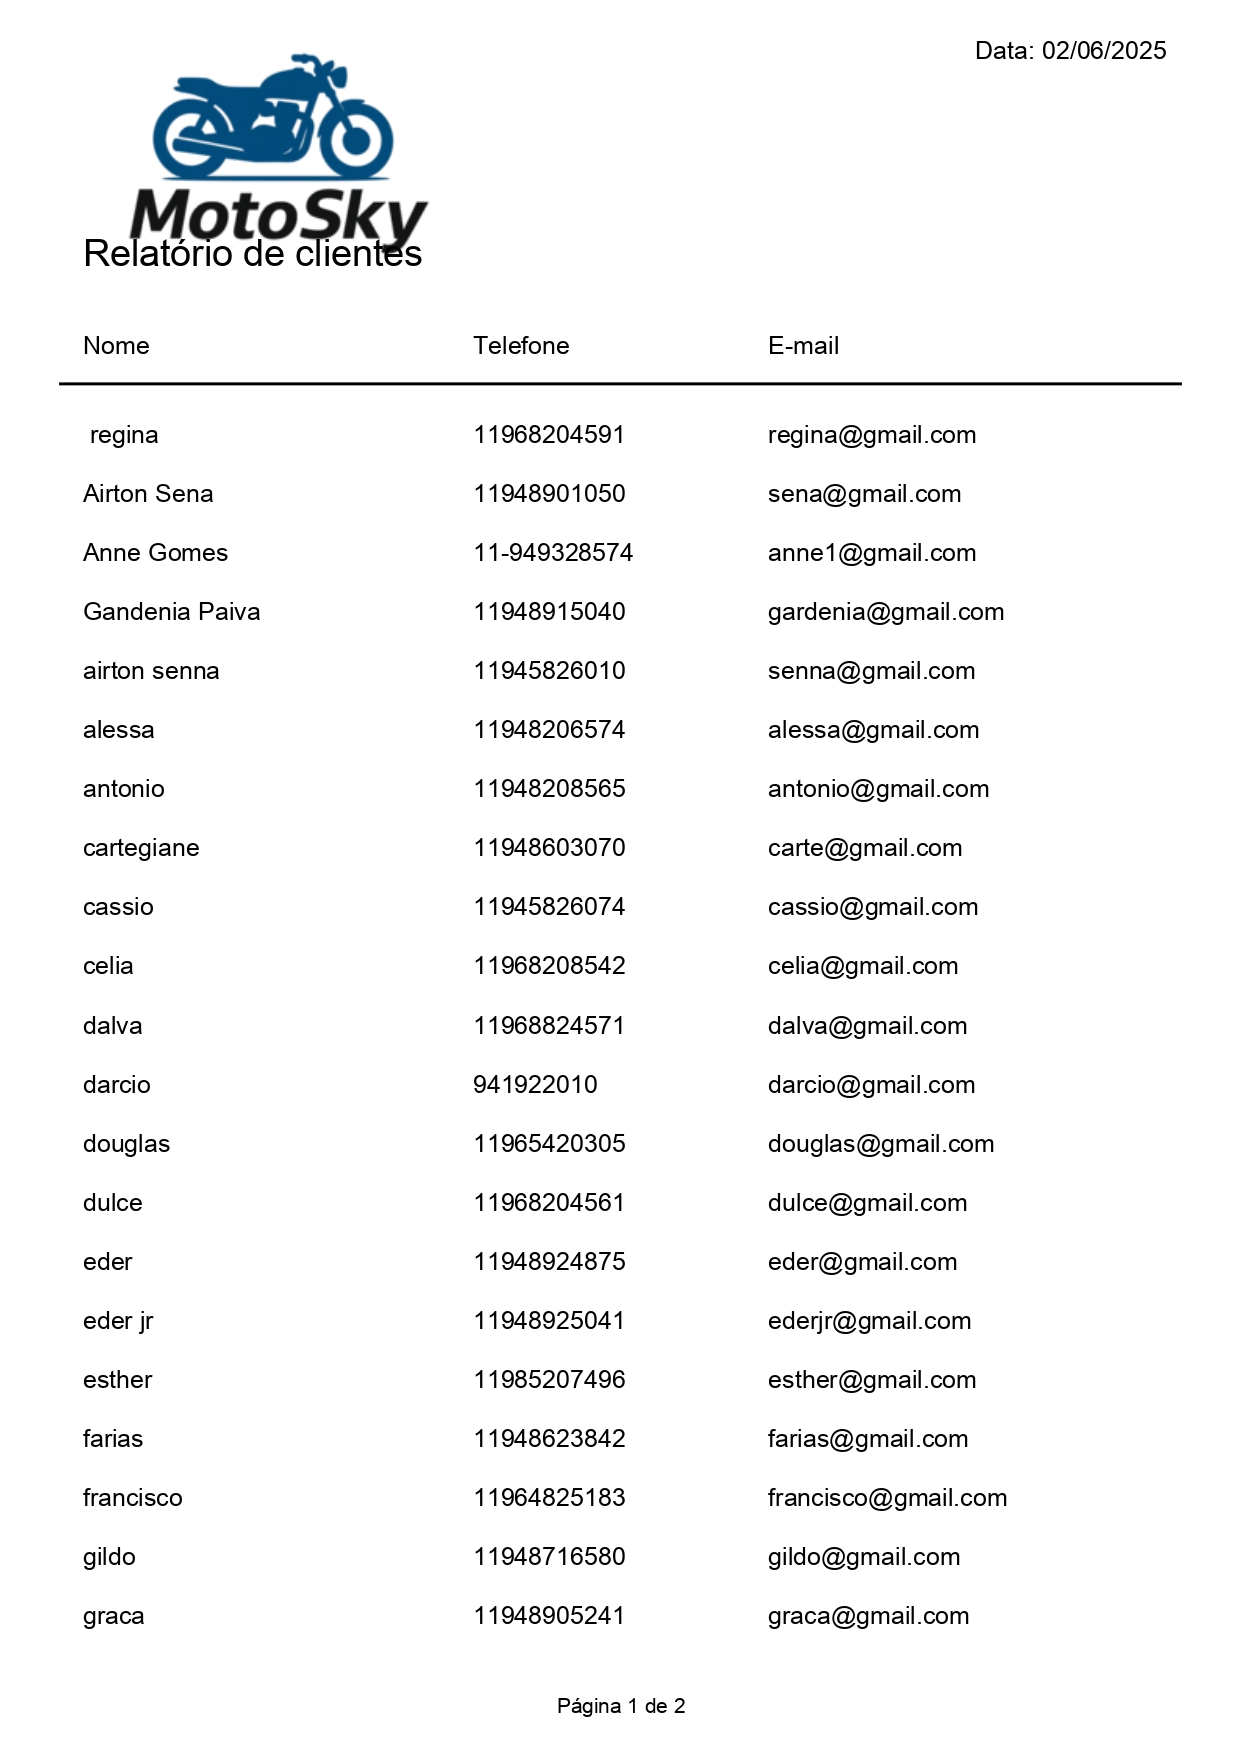 Data: 02/06/2025
MotoSky
Relatório de clientes
Nome Telefone E-mail
regina 11968204591 regina@gmail.com
Airton Sena 11948901050 sena@gmail.com
Anne Gomes 11-949328574 anne1@gmail.com
Gandenia Paiva 11948915040 gardenia@gmail.com
airton senna 11945826010 senna@gmail.com
alessa 11948206574 alessa@gmail.com
antonio 11948208565 antonio@gmail.com
cartegiane 11948603070 carte@gmail.com
cassio 11945826074 cassio@gmail.com
celia 11968208542 celia@gmail.com
dalva 11968824571 dalva@gmail.com
darcio 941922010 darcio@gmail.com
douglas 11965420305 douglas@gmail.com
dulce 11968204561 dulce@gmail.com
eder 11948924875 eder@gmail.com
eder jr 11948925041 ederjr@gmail.com
esther 11985207496 esther@gmail.com
farias 11948623842 farias@gmail.com
francisco 11964825183 francisco@gmail.com
gildo 11948716580 gildo@gmail.com
graca 11948905241 graca@gmail.com
Página 1 de 2